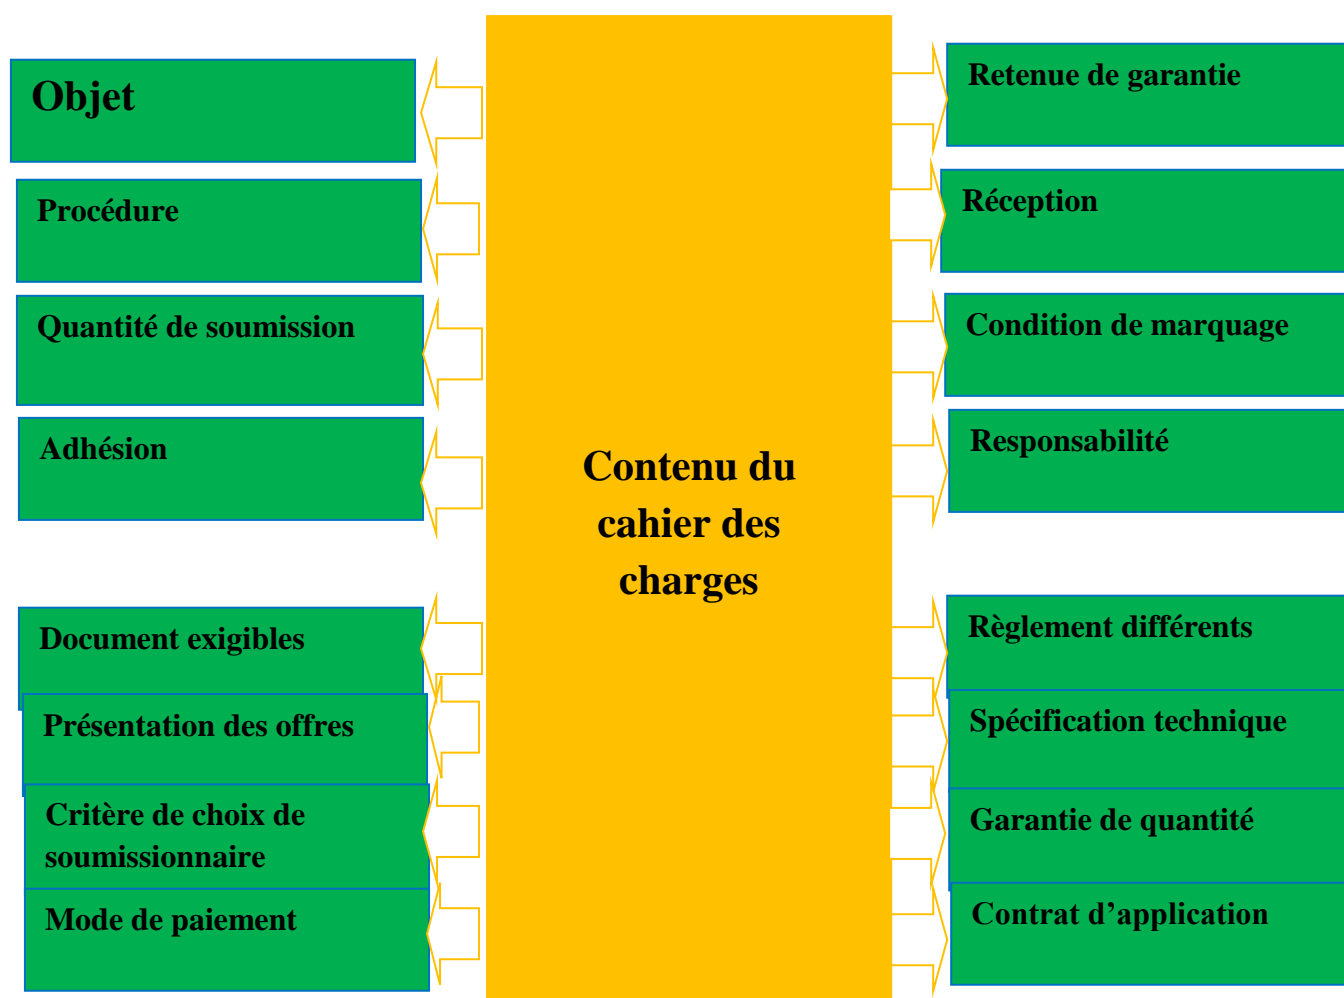 Objet
Procédure
Quantité de soumission
Adhésion
Document exigibles
Présentation des offres
Critère de choix de
soumissionnaire
Mode de paiement
Contenu du
cahier des
charges
Retenue de garantie
Réception
Condition de marquage
Responsabilité
Règlement différents
Spécification technique
Garantie de quantité
Contrat d’application